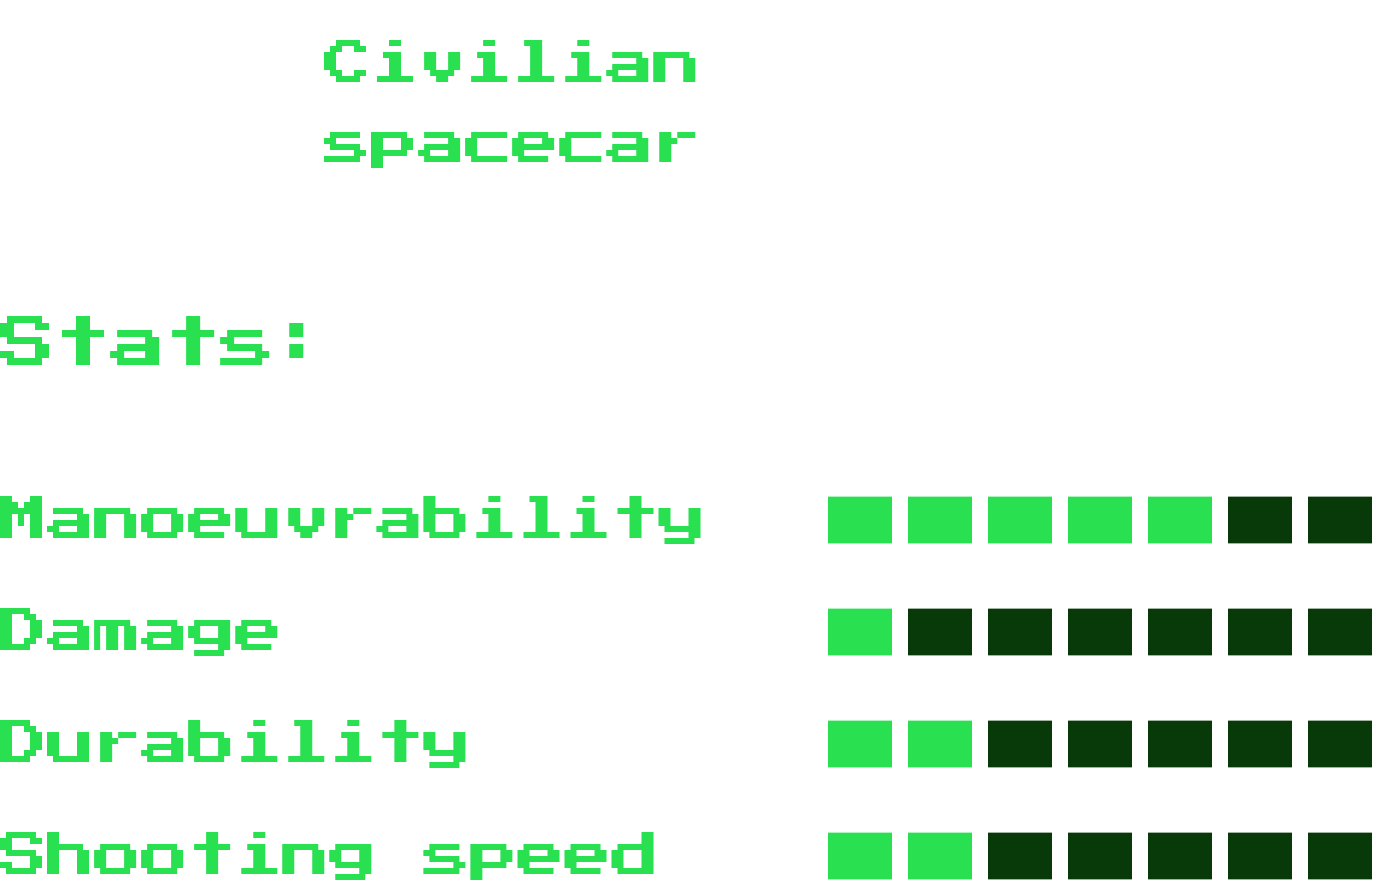 Civilian
spacecar
Stats:
Manoeuvrability
Damage
Durability
Shooting speed